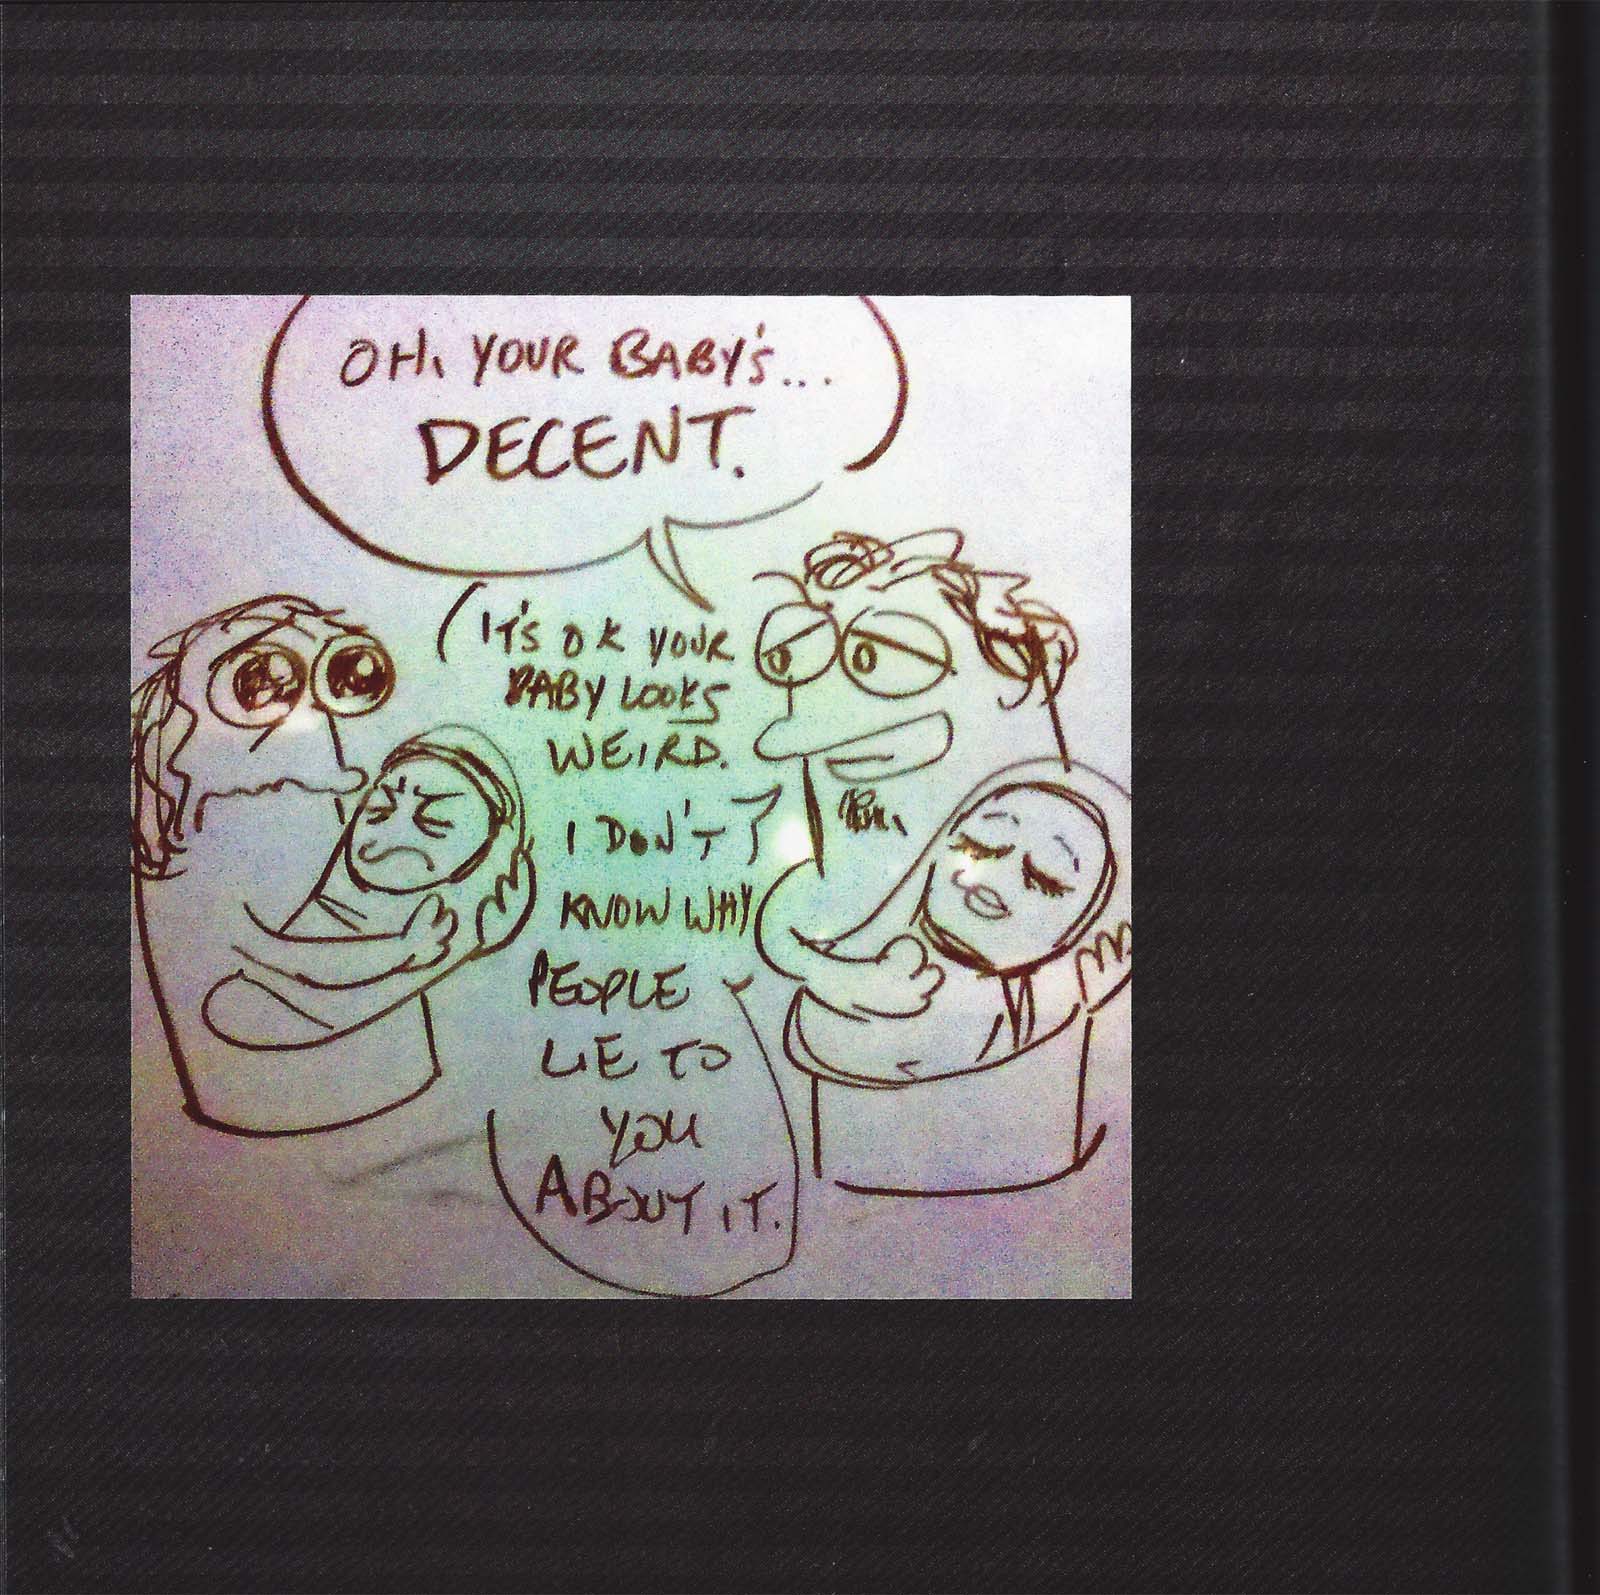 OH, YOUR BABY'S...
DECENT.
IT'S OK YOUR
BABY LOOKS
WEIRD.
I DON'T
KNOW WHY
PEOPLE
LIE TO
YOU
ABOUT IT.